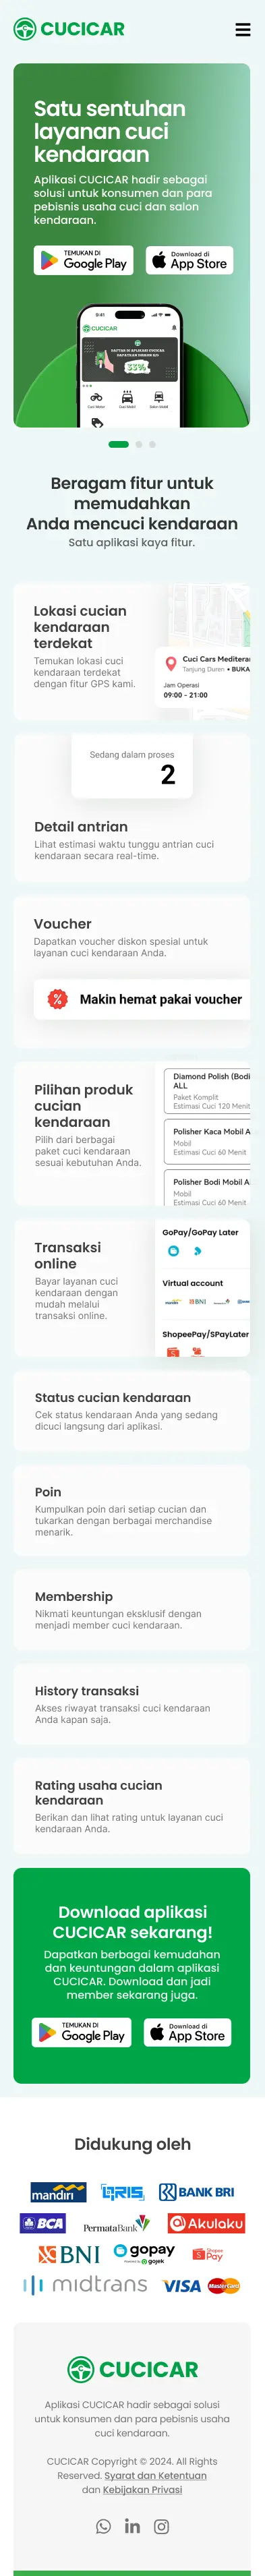 CUCICAR
Satu sentuhan
layanan cuci
kendaraan
Aplikasi CUCICAR hadir sebagai
solusi untuk konsumen dan para
pebisnis usaha cuci dan salon
kendaraan.
TEMUKAN DI
Google Play
Download di
App Store
9:41
CUCICAR
33%
Cuci Motor
Cuci Mobil
Salon Mobil
Beragam fitur untuk
memudahkan
Anda mencuci kendaraan
Satu aplikasi kaya fitur.
Lokasi cucian
kendaraan
terdekat
Temukan lokasi cuci
kendaraan terdekat
dengan fitur GPS kami.
Cuci Cars Mediteran
Tanjung Duren • BUKA
Jam Operasi
09:00 - 21:00
Sedang dalam proses
2
Detail antrian
Lihat estimasi waktu tunggu antrian cuci
kendaraan secara real-time.
Voucher
Dapatkan voucher diskon spesial untuk
layanan cuci kendaraan Anda.
Makin hemat pakai voucher
Pilihan produk
cucian
kendaraan
Pilih dari berbagai
paket cuci kendaraan
sesuai kebutuhan Anda.
Diamond Polish (Bodi
ALL
Paket Komplit
Estimasi Cuci 120 Menit
Polisher Kaca Mobil A
Mobil
Estimasi Cuci 60 Menit
Polisher Bodi Mobil A
Mobil
Estimasi Cuci 60 Menit
Transaksi
online
Bayar layanan cuci
kendaraan dengan
mudah melalui
transaksi online.
GoPay/GoPay Later
Virtual account
BNI
ShopeePay/SPayLater
Status cucian kendaraan
Cek status kendaraan Anda yang sedang
dicuci langsung dari aplikasi.
Poin
Kumpulkan poin dari setiap cucian dan
tukarkan dengan berbagai merchandise
menarik.
Membership
Nikmati keuntungan eksklusif dengan
menjadi member cuci kendaraan.
History transaksi
Akses riwayat transaksi cuci kendaraan
Anda kapan saja.
Rating usaha cucian
kendaraan
Berikan dan lihat rating untuk layanan cuci
kendaraan Anda.
Download aplikasi
CUCICAR sekarang!
Dapatkan berbagai kemudahan
dan keuntungan dalam aplikasi
CUCICAR. Download dan jadi
member sekarang juga.
TEMUKAN DI
Google Play
Download di
App Store
Didukung oleh
mandiri
QRIS
BANK BRI
BCA
PermataBank
Akulaku
BNI
gopay
gojek
Shopee
Pay
midtrans
VISA
MasterCard
CUCICAR
Aplikasi CUCICAR hadir sebagai solusi
untuk konsumen dan para pebisnis usaha
cuci kendaraan.
CUCICAR Copyright © 2024. All Rights
Reserved. Syarat dan Ketentuan
dan Kebijakan Privasi